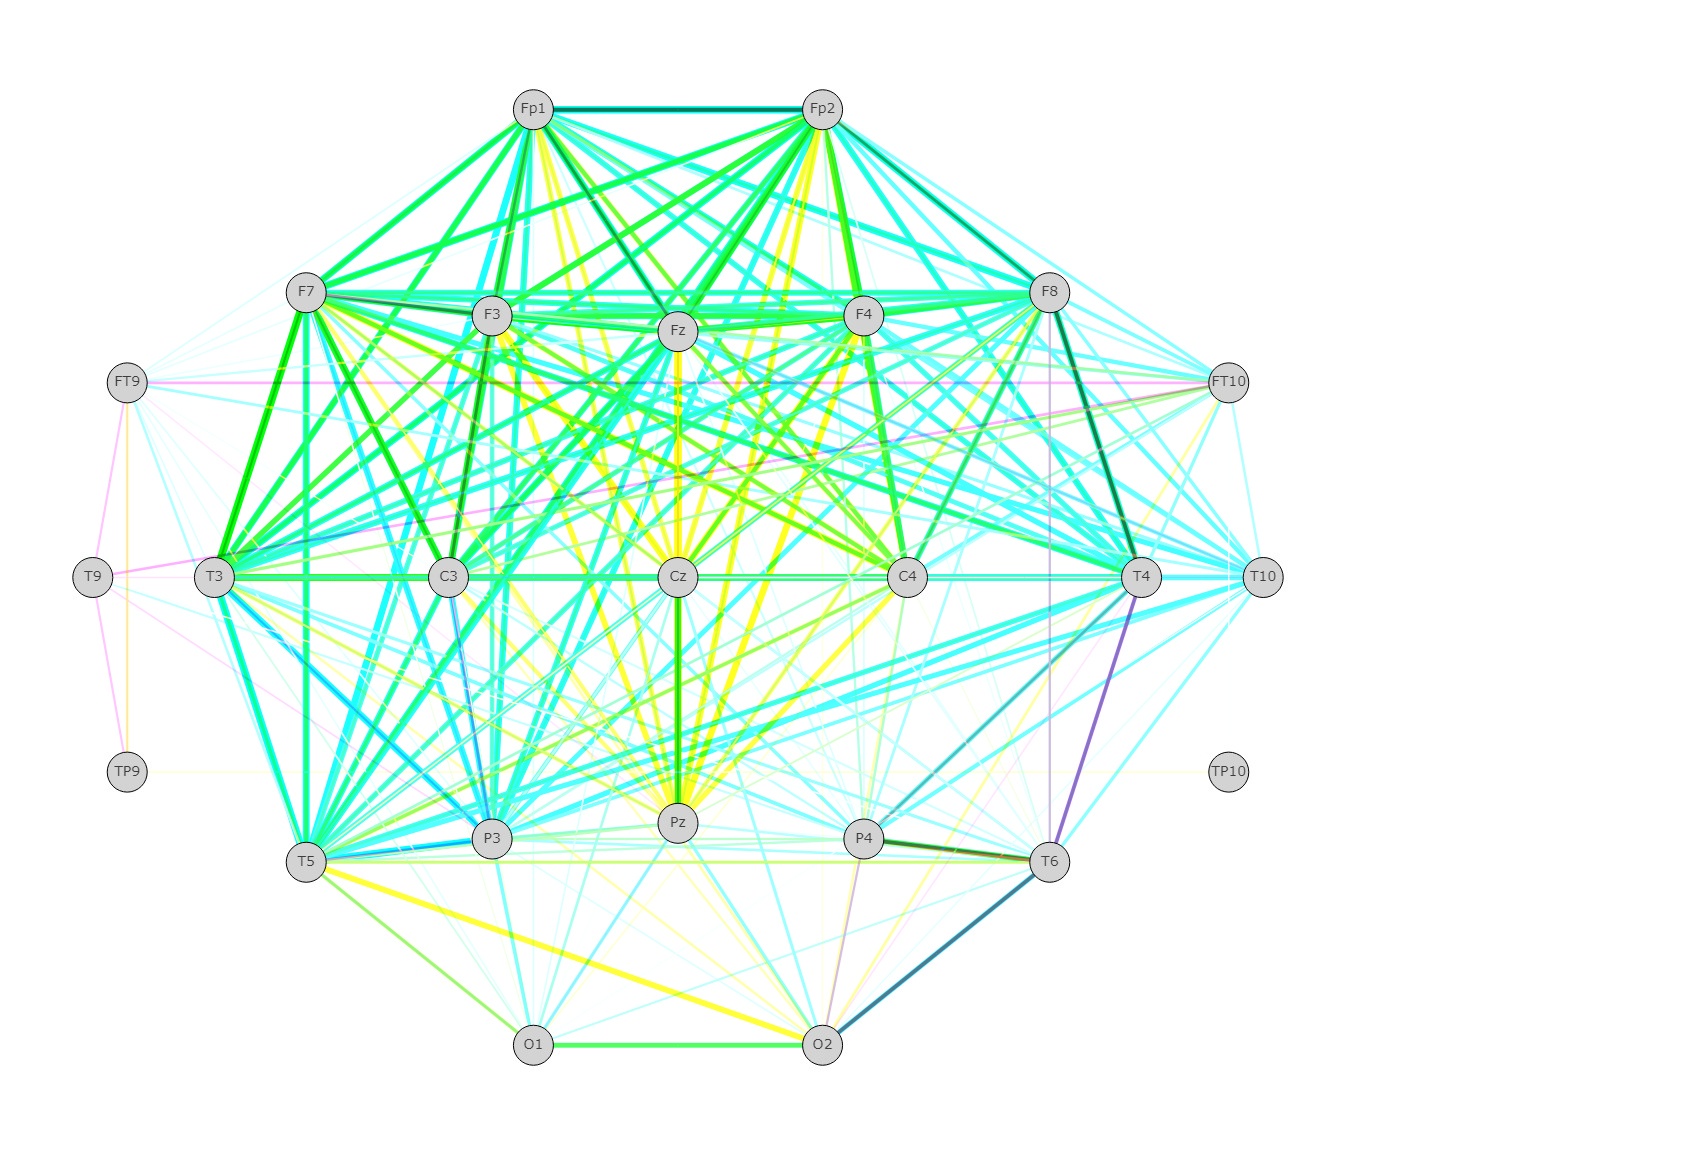 Fp1 Fp2
F7 F3 Fz F4 F8
FT9 FT10
T9 T3 C3 Cz C4 T4 T10
TP9 TP10
T5 P3 Pz P4 T6
O1 O2